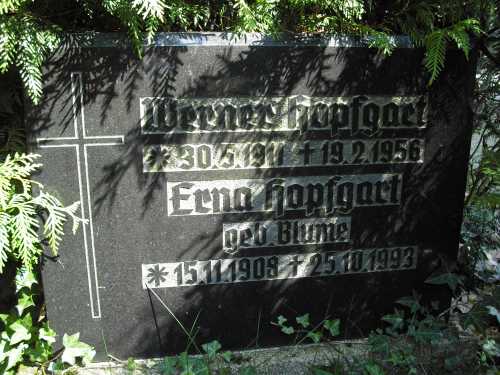 Werner Hopfgart
* 30.5.1911 † 19.2.1956
Erna Hopfgart
geb. Blume
* 15.11.1908 † 25.10.1993